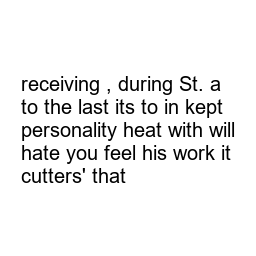 receiving , during St. a
to the last its to in kept
personality heat with will
hate you feel his work it
cutters' that